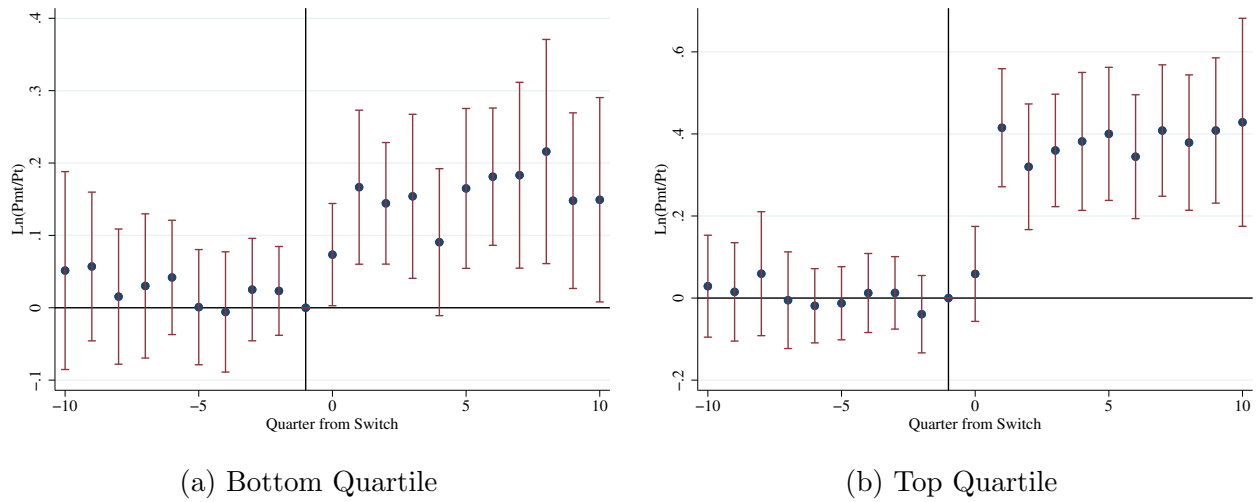 .4
.3
.2
.1
0
-.1
Ln(Pmt/Pt)
−10 −5 0 5 10
Quarter from Switch
(a) Bottom Quartile
.6
.4
.2
0
-.2
Ln(Pmt/Pt)
−10 −5 0 5 10
Quarter from Switch
(b) Top Quartile